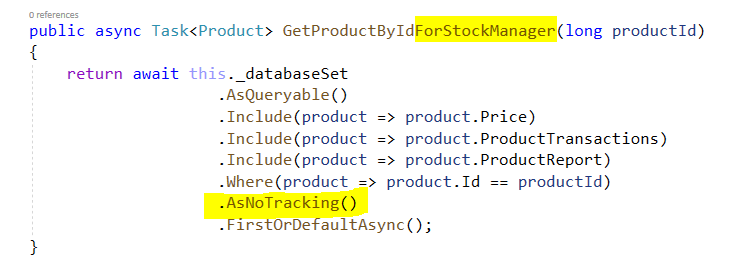 0 references
public async Task<Product> GetProductByIdForStockManager(long productId)
{
return await this._databaseSet
.AsQueryable()
.Include(product => product.Price)
.Include(product => product.ProductTransactions)
.Include(product => product.ProductReport)
.Where(product => product.Id == productId)
.AsNoTracking()
.FirstOrDefaultAsync();
}